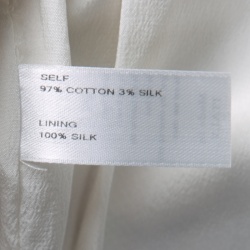 SELF
97% COTTON 3% SILK
LINING
100% SILK